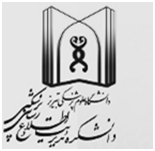 دانشگاه علوم پزشکی تبریز
دانشکده مدیریت و اطلاع رسانی پزشکی